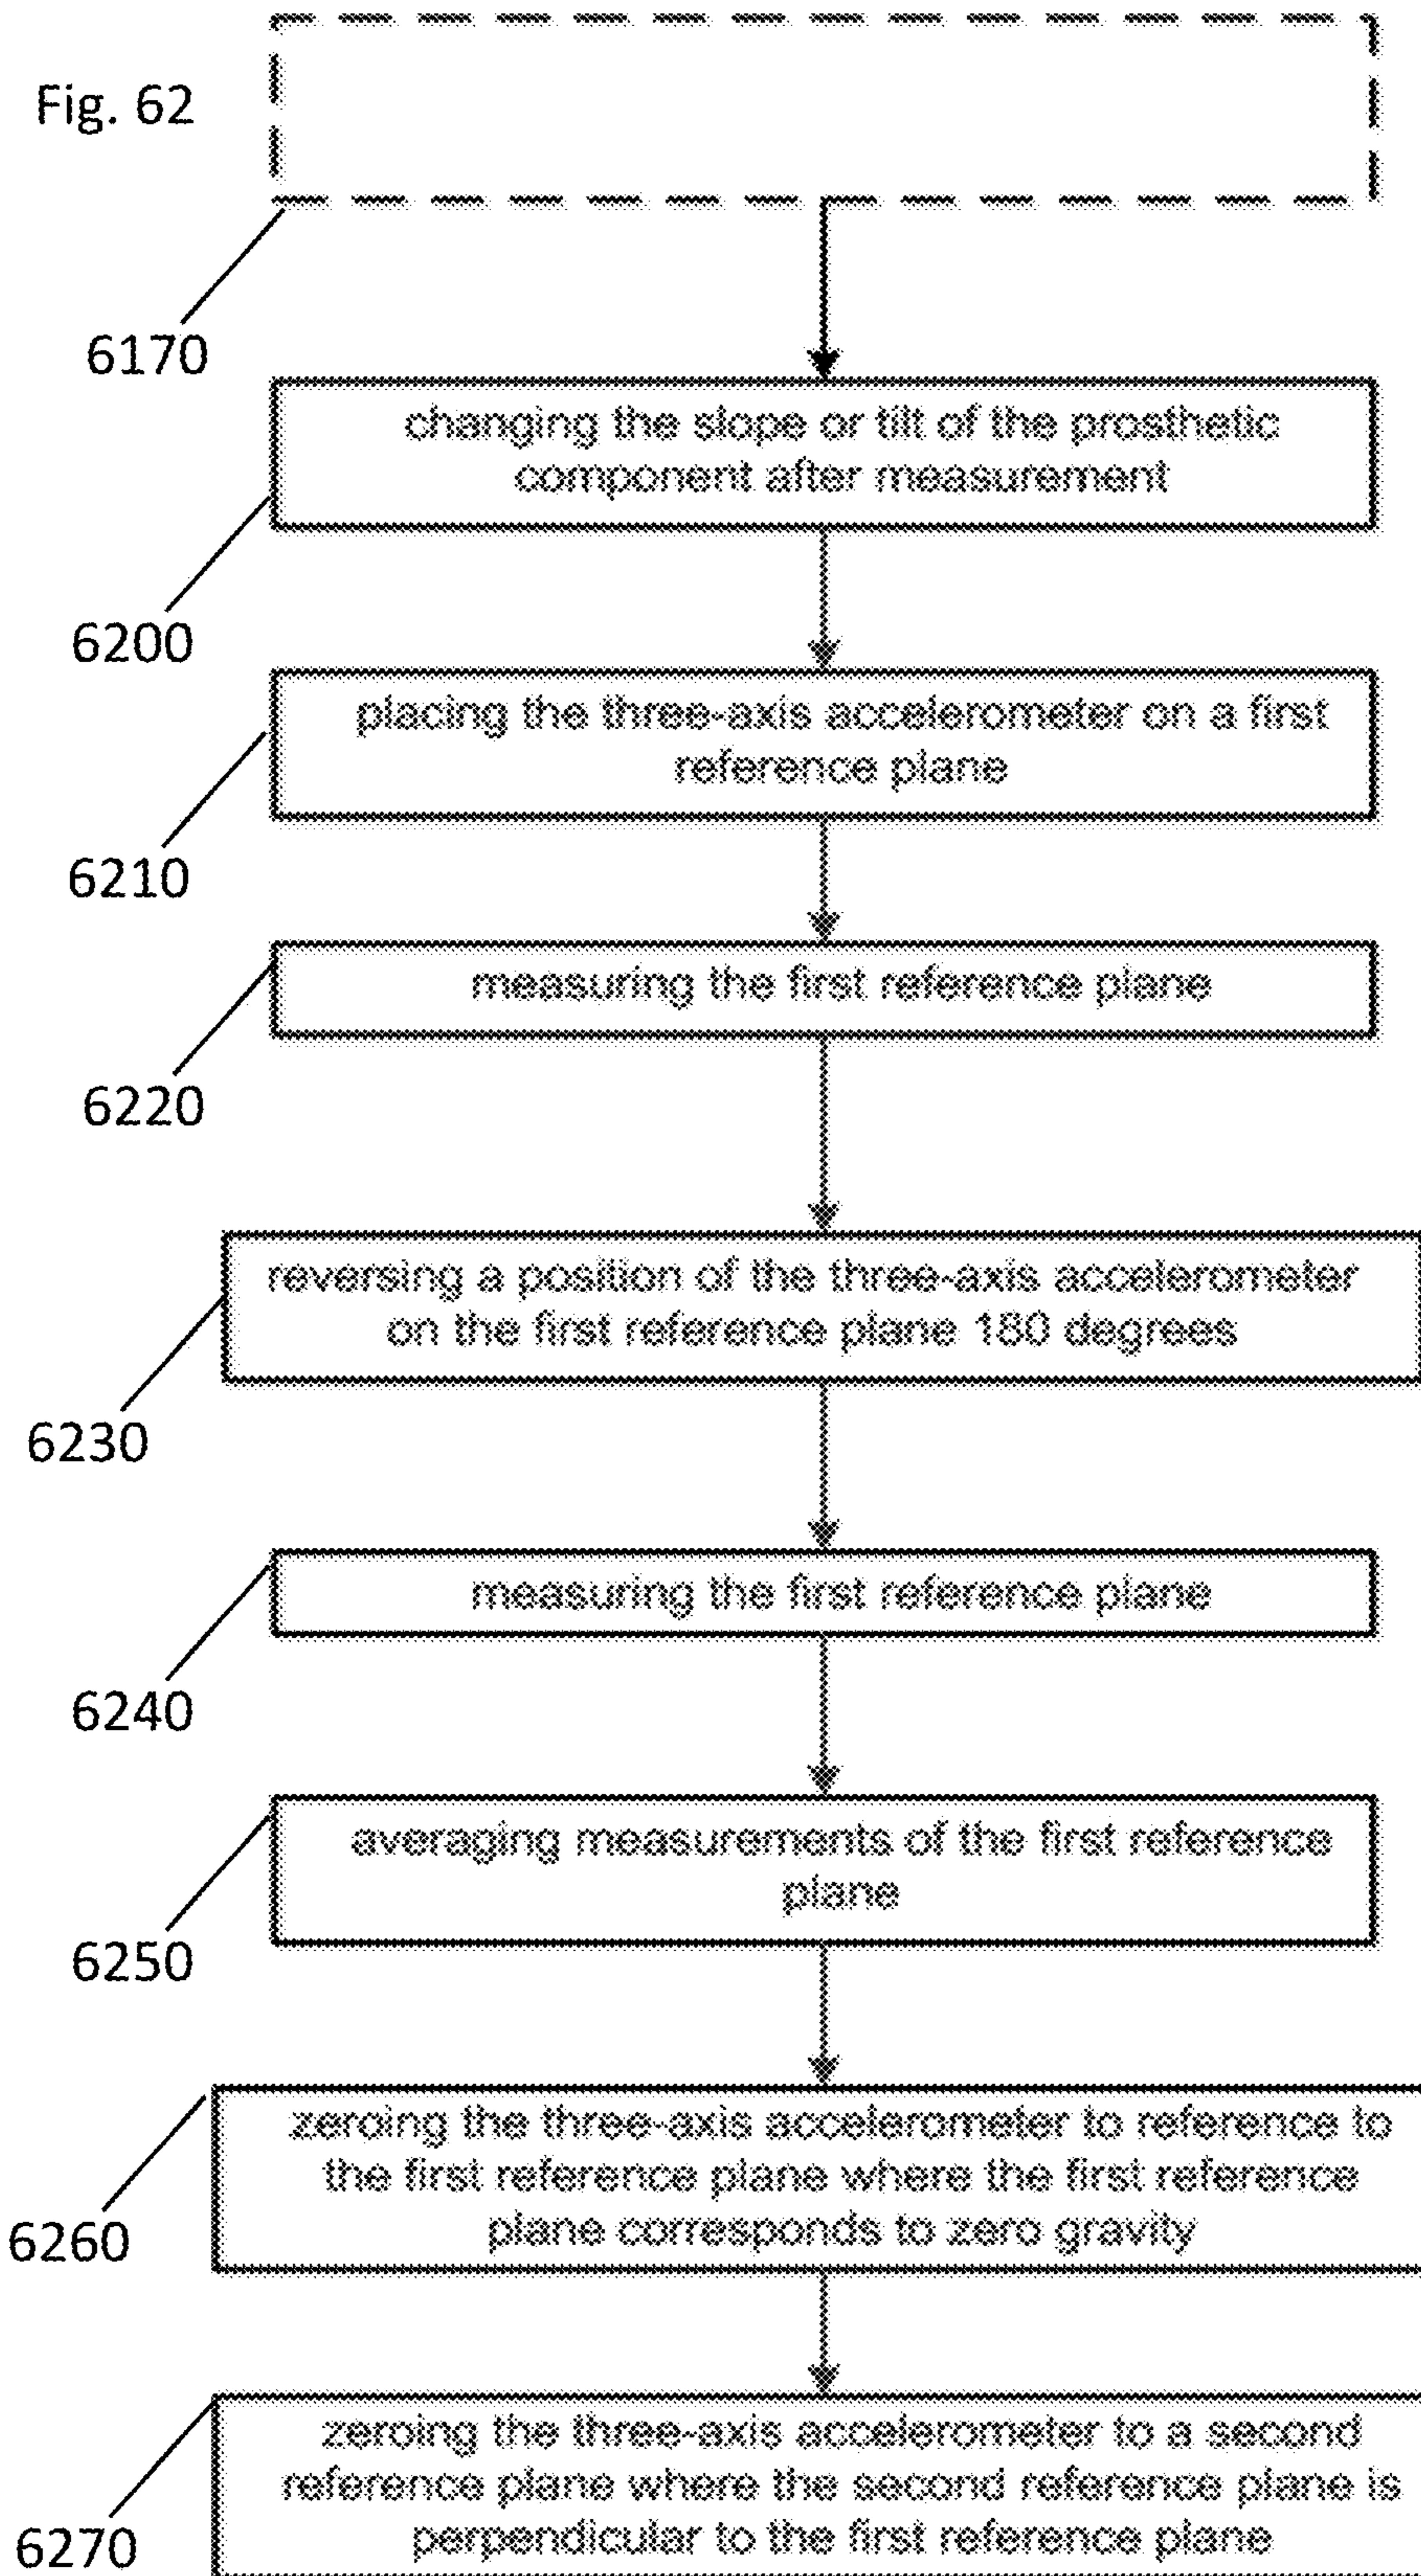 Fig. 62
6170
changing the slope or tilt of the prosthetic
component after measurement
6200
placing the three-axis accelerometer on a first
reference plane
6210
measuring the first reference plane
6220
reversing a position of the three-axis accelerometer
on the first reference plane 180 degrees
6230
measuring the first reference plane
6240
averaging measurements of the first reference
plane
6250
zeroing the three-axis accelerometer to reference to
the first reference plane where the first reference
plane corresponds to zero gravity
6260
zeroing the three-axis accelerometer to a second
reference plane where the second reference plane is
perpendicular to the first reference plane
6270